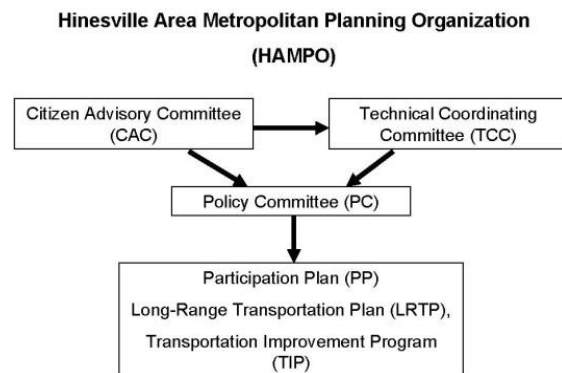 Hinesville Area Metropolitan Planning Organization
(HAMPO)
Citizen Advisory Committee
(CAC)
Technical Coordinating
Committee (TCC)
Policy Committee (PC)
Participation Plan (PP)
Long-Range Transportation Plan (LRTP),
Transportation Improvement Program
(TIP)